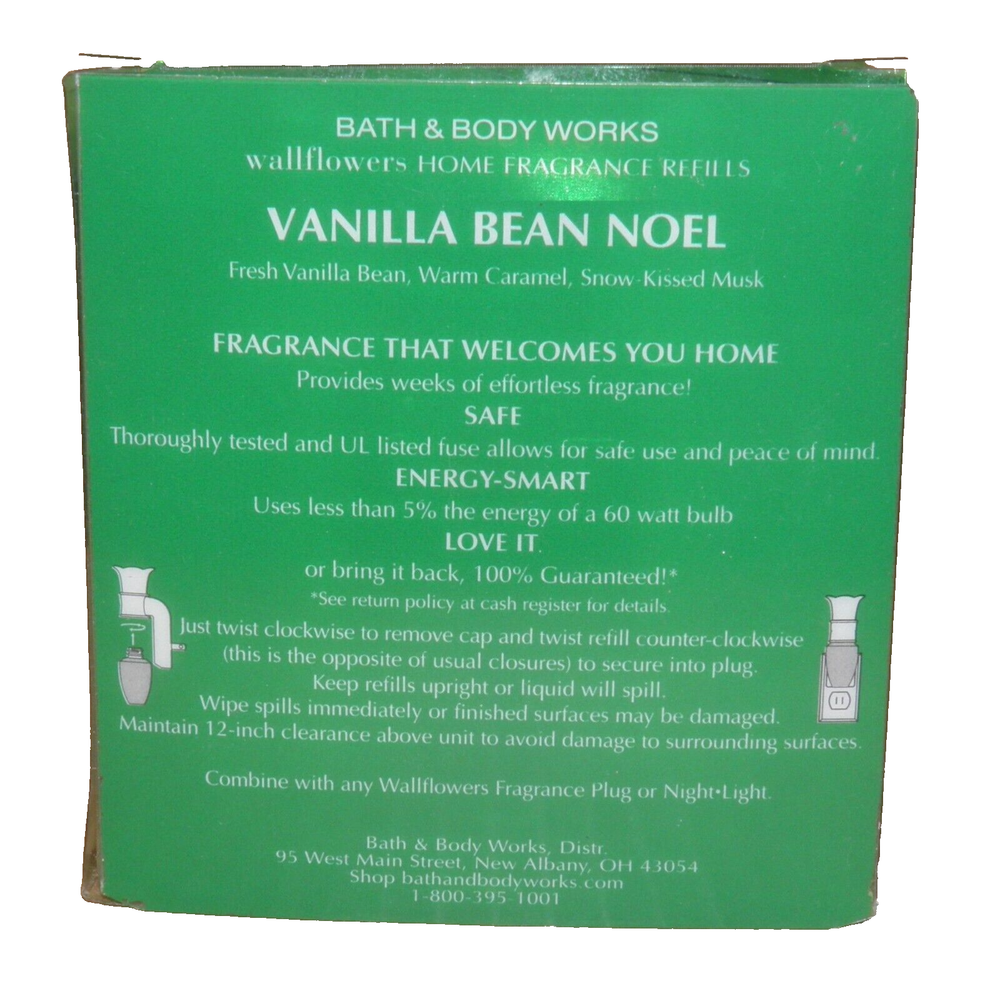 BATH & BODY WORKS
wallflowers HOME FRAGRANCE REFILLS
VANILLA BEAN NOEL
Fresh Vanilla Bean, Warm Caramel, Snow-Kissed Musk
FRAGRANCE THAT WELCOMES YOU HOME
Provides weeks of effortless fragrance!
SAFE
Thoroughly tested and UL listed fuse allows for safe use and peace of mind.
ENERGY-SMART
Uses less than 5% the energy of a 60 watt bulb
LOVE IT
or bring it back, 100% Guaranteed!*
*See return policy at cash register for details.
Just twist clockwise to remove cap and twist refill counter-clockwise
(this is the opposite of usual closures) to secure into plug.
Keep refills upright or liquid will spill.
Wipe spills immediately or finished surfaces may be damaged.
Maintain 12-inch clearance above unit to avoid damage to surrounding surfaces.
Combine with any Wallflowers Fragrance Plug or Night•Light.
Bath & Body Works, Distr.
95 West Main Street, New Albany, OH 43054
Shop bathandbodyworks.com
1-800-395-1001